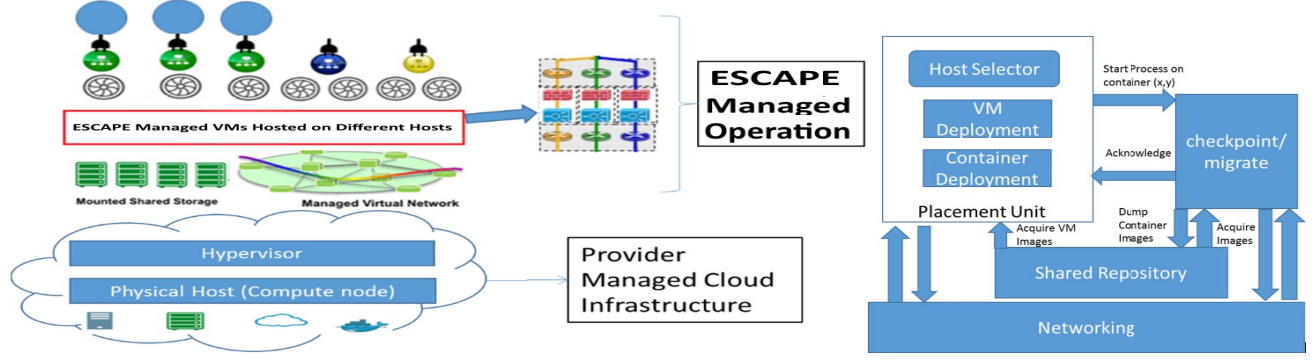 ESCAPE Managed VMs Hosted on Different Hosts
Mounted Shared Storage
Managed Virtual Network
ESCAPE
Managed
Operation
Hypervisor
Physical Host (Compute node)
Provider
Managed Cloud
Infrastructure
Host Selector
VM
Deployment
Container
Deployment
Placement Unit
Start Process on
container (x,y)
Acknowledge
checkpoint/
migrate
Acquire VM
Images
Dump
Container
Images
Acquire
Images
Shared Repository
Networking